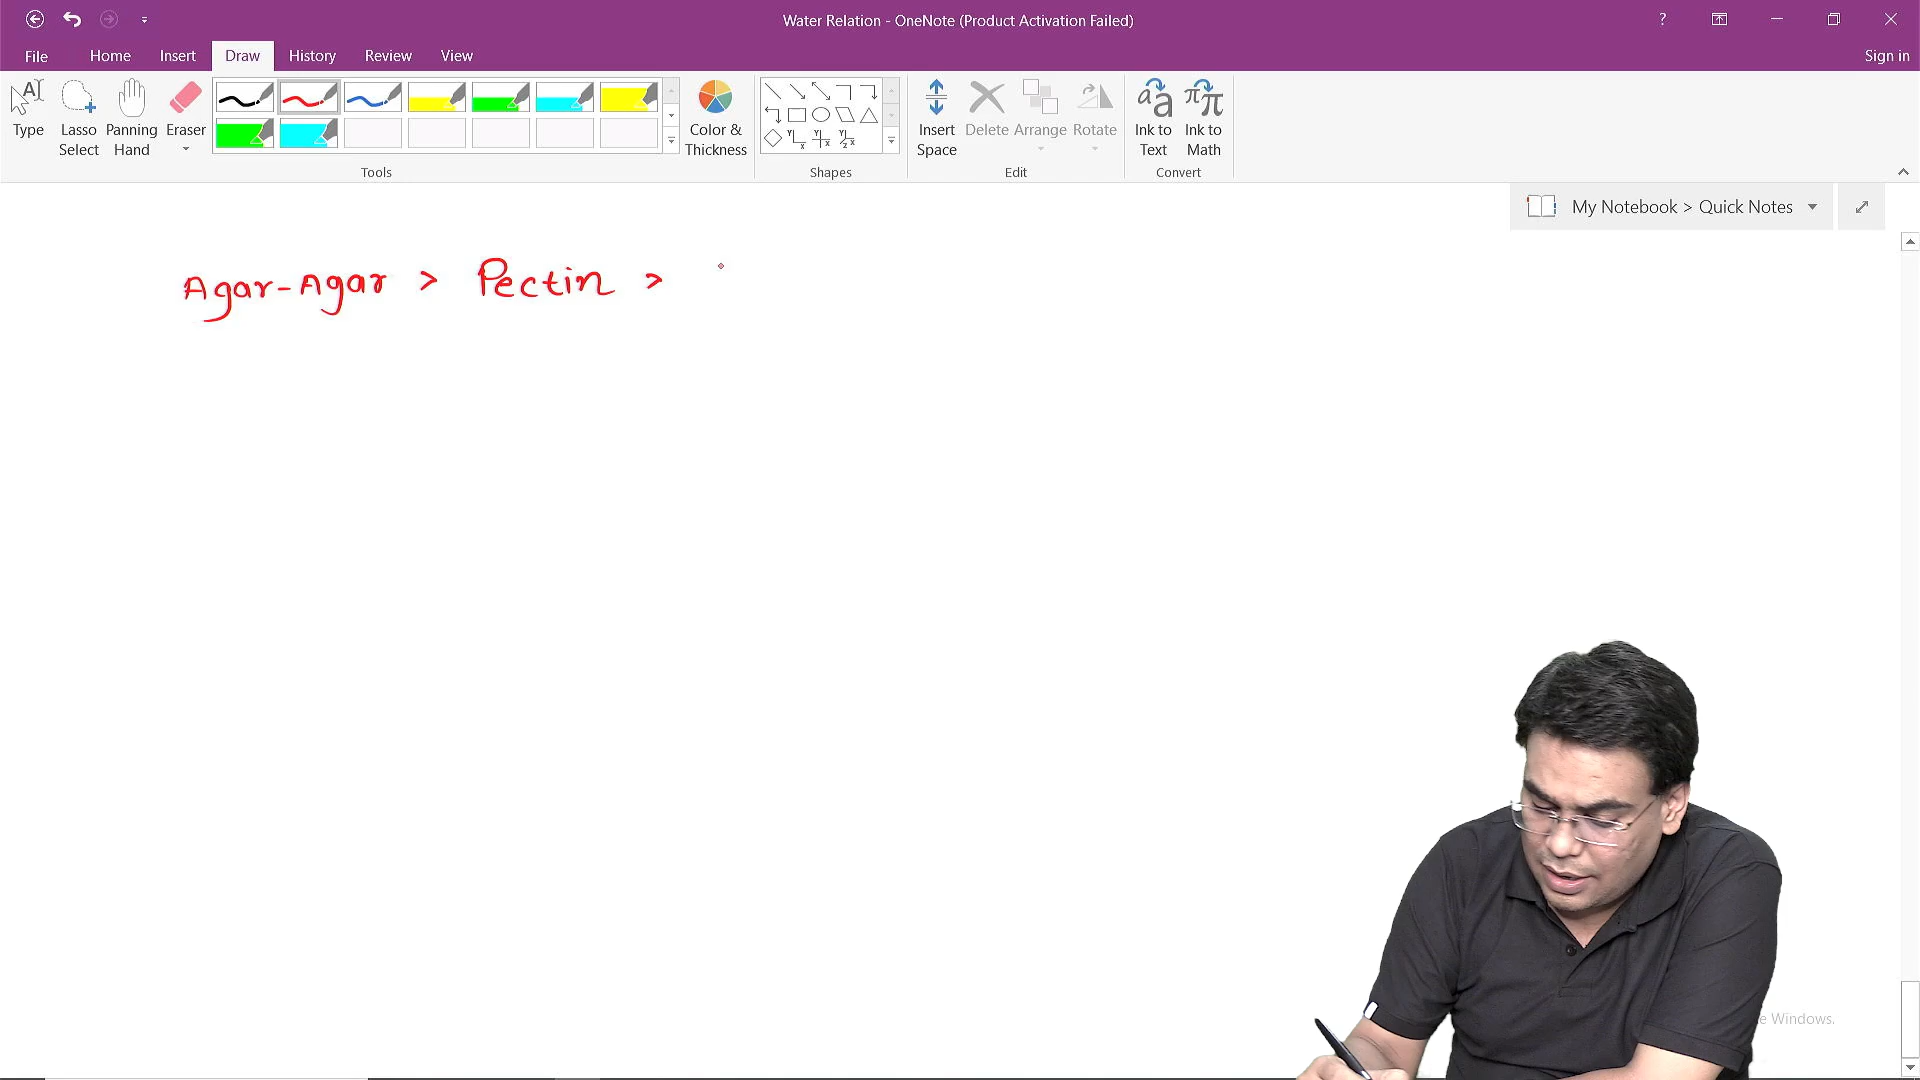 Water Relation - OneNote (Product Activation Failed)
?
File Home Insert Draw History Review View Sign in
Type Lasso Select Panning Hand Eraser Color & Thickness Insert Space Delete Arrange Rotate Ink to Text Ink to Math
Tools Shapes Edit Convert
My Notebook > Quick Notes
Agar-Agar > Pectin >
e Windows.